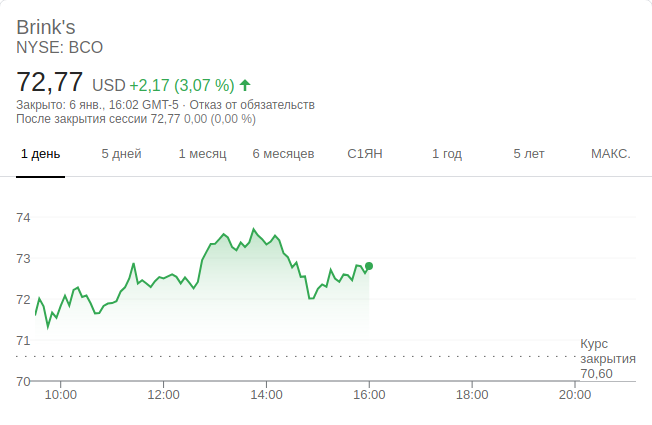 Brink's
NYSE: BCO
72,77 USD +2,17 (3,07 %)
Закрыто: 6 янв., 16:02 GMT-5 · Отказ от обязательств
После закрытия сессии 72,77 0,00 (0,00 %)
1 день 5 дней 1 месяц 6 месяцев С1ЯН 1 год 5 лет МАКС.
74
73
72
71
Курс
закрытия
70,60
70
10:00 12:00 14:00 16:00 18:00 20:00